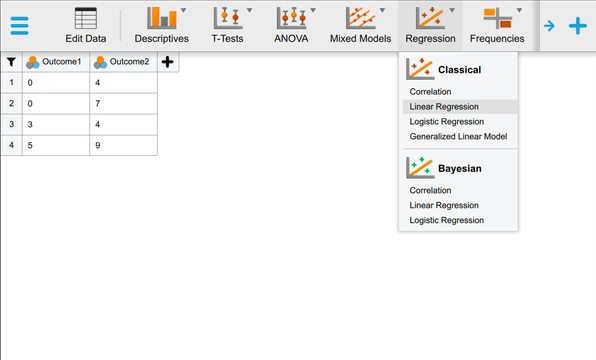 Edit Data
Descriptives
T-Tests
ANOVA
Mixed Models
Regression
Frequencies
Outcome1 Outcome2
1 0 4
2 0 7
3 3 4
4 5 9
Classical
Correlation
Linear Regression
Logistic Regression
Generalized Linear Model
Bayesian
Correlation
Linear Regression
Logistic Regression